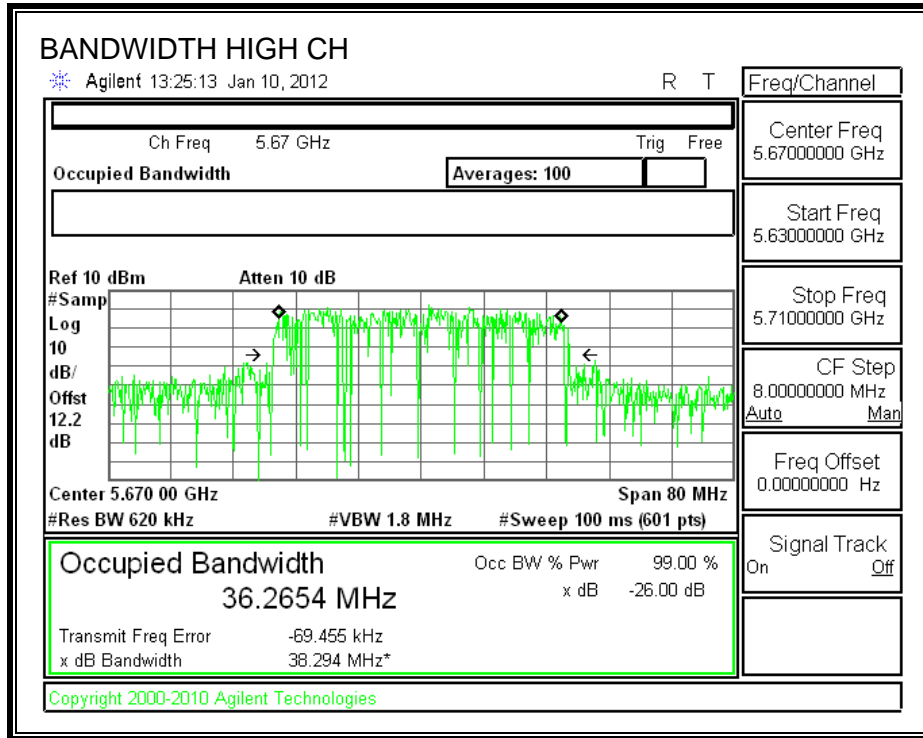 BANDWIDTH HIGH CH
Agilent 13:25:13 Jan 10, 2012 R T
Ch Freq 5.67 GHz Trig Free
Occupied Bandwidth Averages: 100
Ref 10 dBm Atten 10 dB
#Samp
Log
10
dB/
Offst
12.2
dB
Center 5.670 00 GHz Span 80 MHz
#Res BW 620 kHz #VBW 1.8 MHz #Sweep 100 ms (601 pts)
Occupied Bandwidth Occ BW % Pwr 99.00 %
36.2654 MHz x dB -26.00 dB
Transmit Freq Error -69.455 kHz
x dB Bandwidth 38.294 MHz*
Copyright 2000-2010 Agilent Technologies
Freq/Channel
Center Freq
5.67000000 GHz
Start Freq
5.63000000 GHz
Stop Freq
5.71000000 GHz
CF Step
8.00000000 MHz
Auto Man
Freq Offset
0.00000000 Hz
Signal Track
On Off